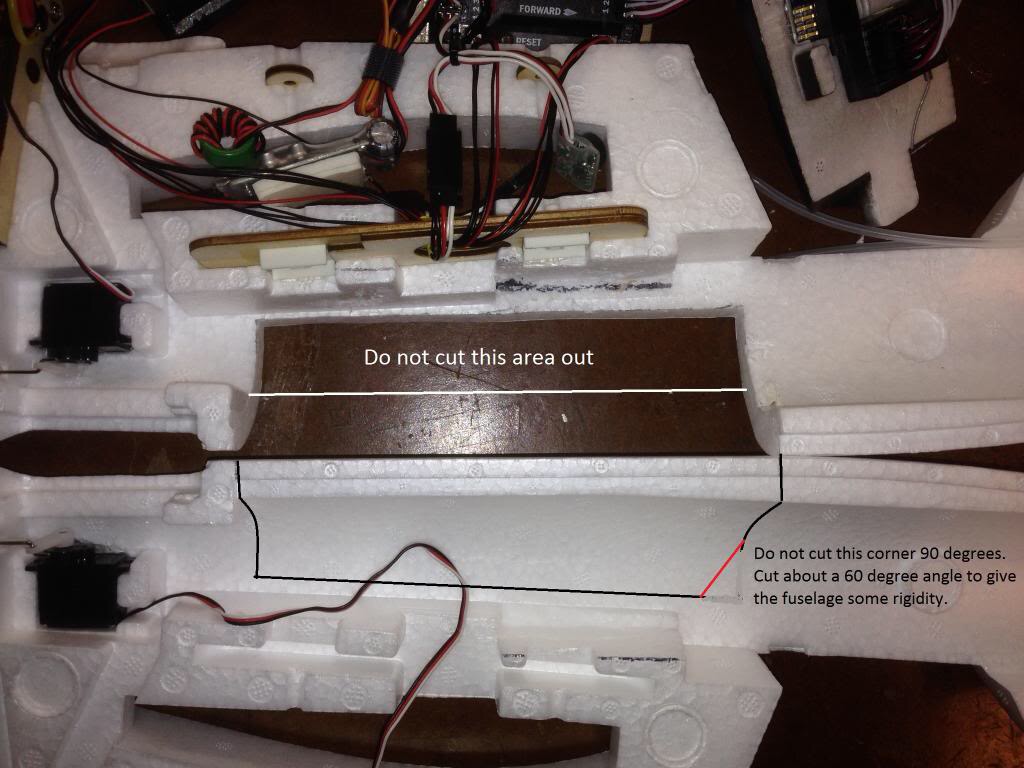 FORWARD
RESET
Do not cut this area out
Do not cut this corner 90 degrees.
Cut about a 60 degree angle to give
the fuselage some rigidity.